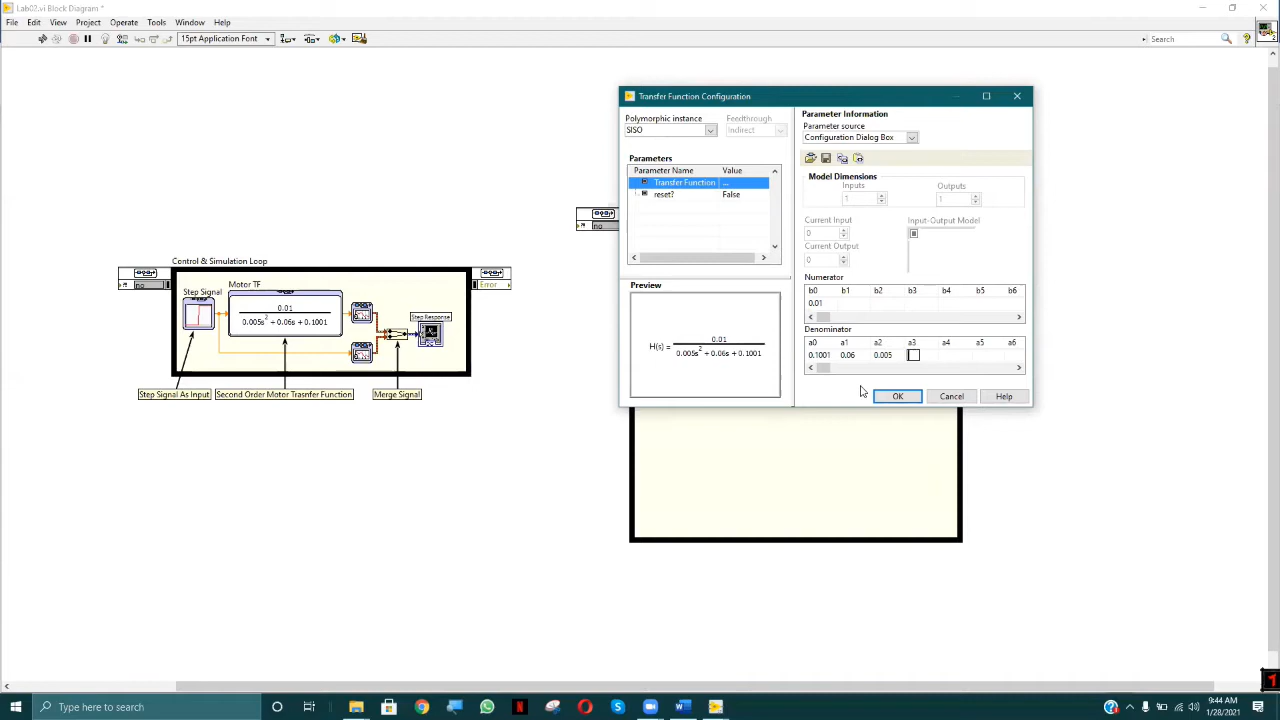 Lab02.vi Block Diagram *
File Edit View Project Operate Tools Window Help
15pt Application Font
Search
Transfer Function Configuration
Polymorphic instance Feedthrough
SISO Indirect
Parameters
Parameter Name Value
Transfer Function ...
reset? False
Preview
H(s) = 0.01
0.005s² + 0.06s + 0.1001
Parameter Information
Parameter source
Configuration Dialog Box
Model Dimensions
Inputs Outputs
1 1
Current Input Input-Output Model
0
Current Output
0
Numerator
b0 b1 b2 b3 b4 b5 b6
0.01
Denominator
a0 a1 a2 a3 a4 a5 a6
0.1001 0.06 0.005
OK Cancel Help
no
Control & Simulation Loop
no Error
Step Signal Motor TF
0.01
0.005s² + 0.06s + 0.1001
Step Response
Step Signal As Input Second Order Motor Trasnfer Function Merge Signal
1
Type here to search
9:44 AM
1/28/2021